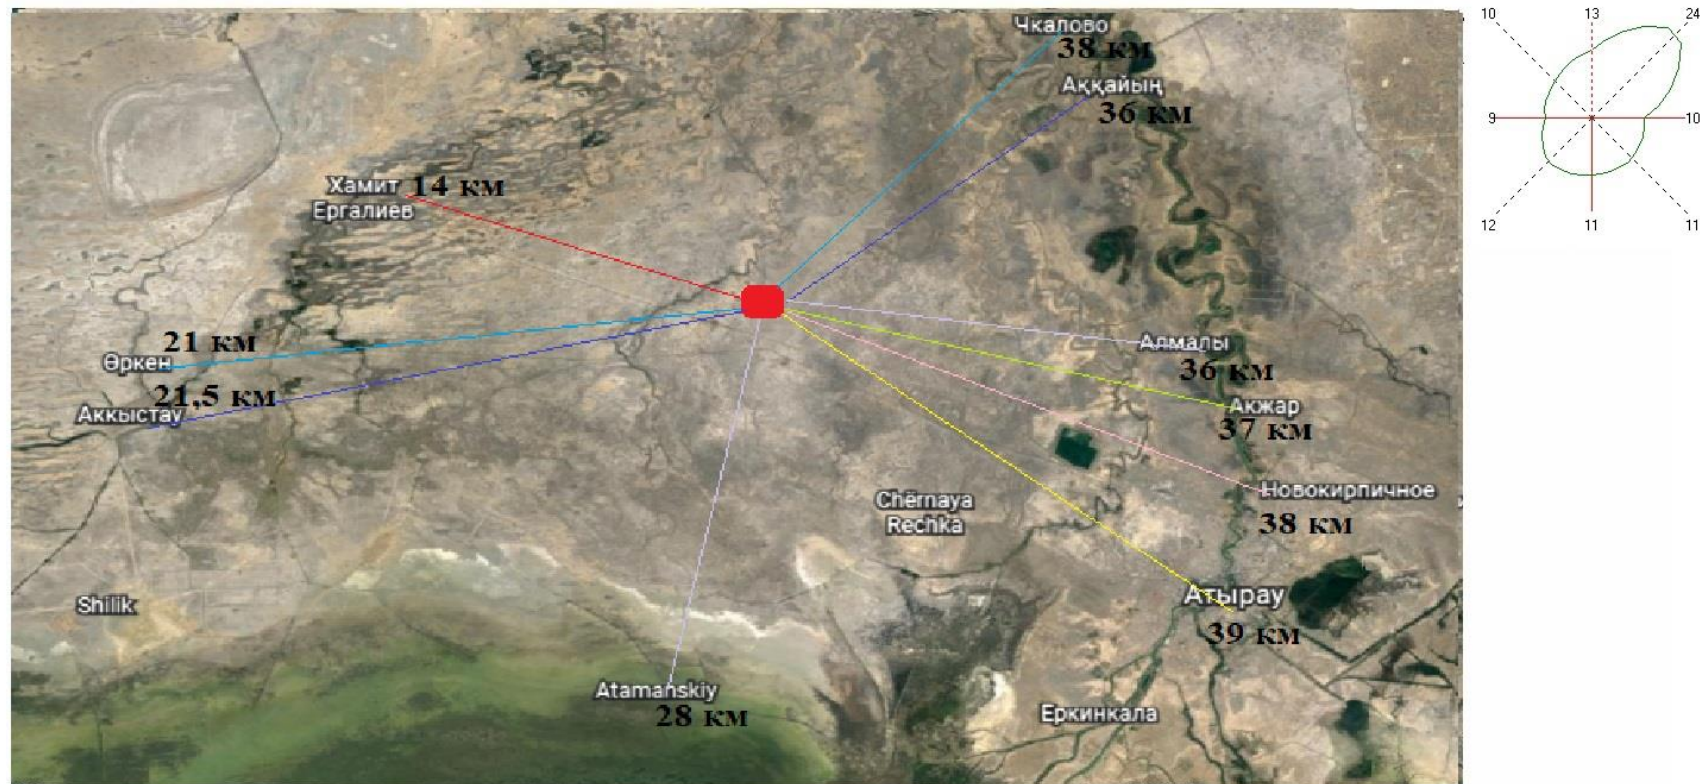 Чкалово
38 км
Аққайың
36 км
Хамит
Ергалиев
14 км
21 км
Өркен
21,5 км
Аккыстау
Алмалы
36 км
Акжар
37 км
Новокирпичное
38 км
Chërnaya
Rechka
Атырау
39 км
Shilik
Atamanskiy
28 км
Еркинкала
10
13
24
9
10
12
11
11